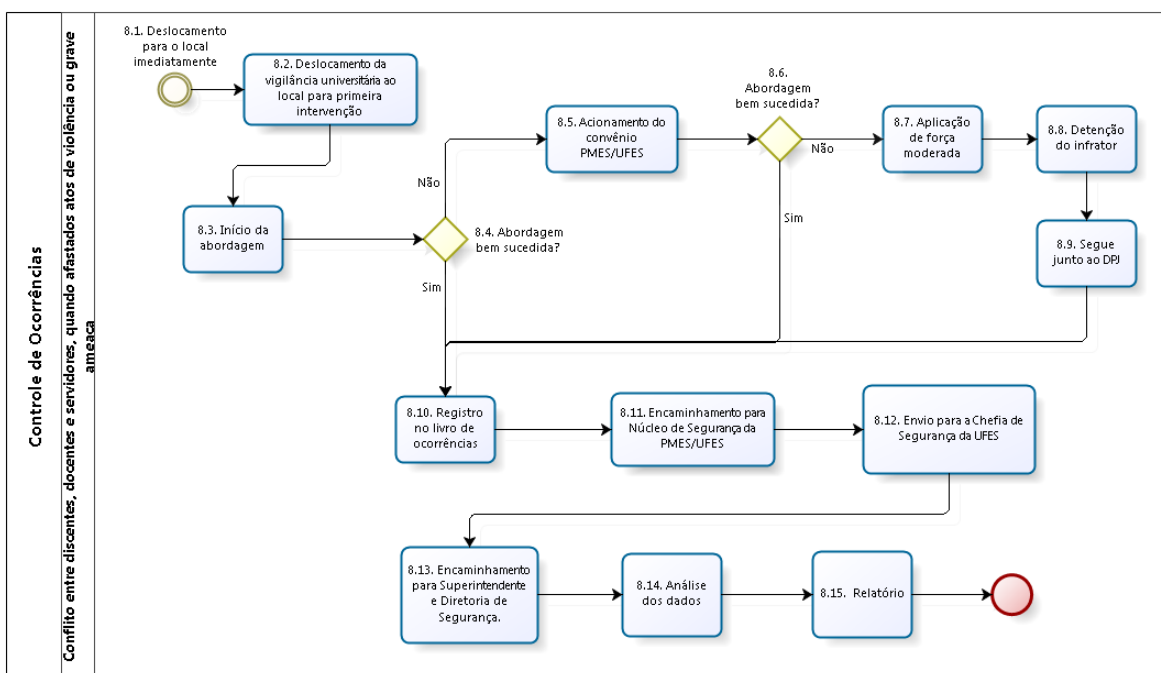 Controle de Ocorrências
Conflito entre discentes, docentes e servidores, quando afastados atos de violência ou grave
ameaça
8.1. Deslocamento
para o local
imediatamente
8.2. Deslocamento da
vigilância universitária ao
local para primeira
intervenção
8.3. Início da
abordagem
8.4. Abordagem
bem sucedida?
Não
Sim
8.5. Acionamento do
convênio
PMES/UFES
8.6.
Abordagem
bem sucedida?
Não
Sim
8.7. Aplicação
de força
moderada
8.8. Detenção
do infrator
8.9. Segue
junto ao DPJ
8.10. Registro
no livro de
ocorrências
8.11. Encaminhamento para
Núcleo de Segurança da
PMES/UFES
8.12. Envio para a Chefia de
Segurança da UFES
8.13. Encaminhamento
para Superintendente
e Diretoria de
Segurança.
8.14. Análise
dos dados
8.15. Relatório